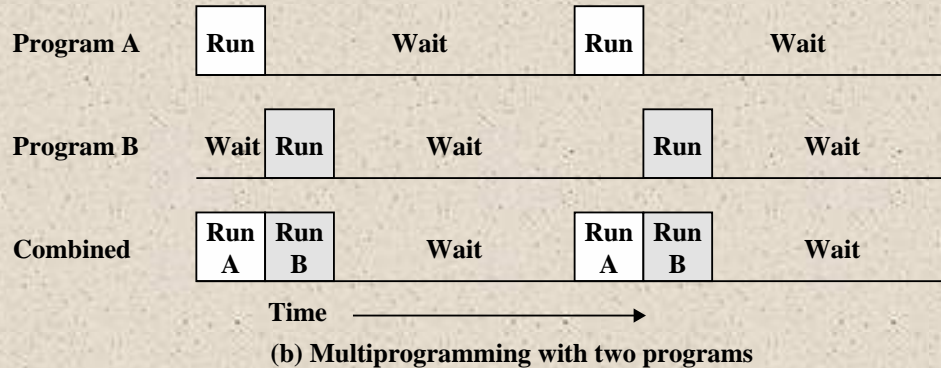 Program A Run Wait Run Wait
Program B Wait Run Wait Run Wait
Combined Run A Run B Wait Run A Run B Wait
Time
(b) Multiprogramming with two programs